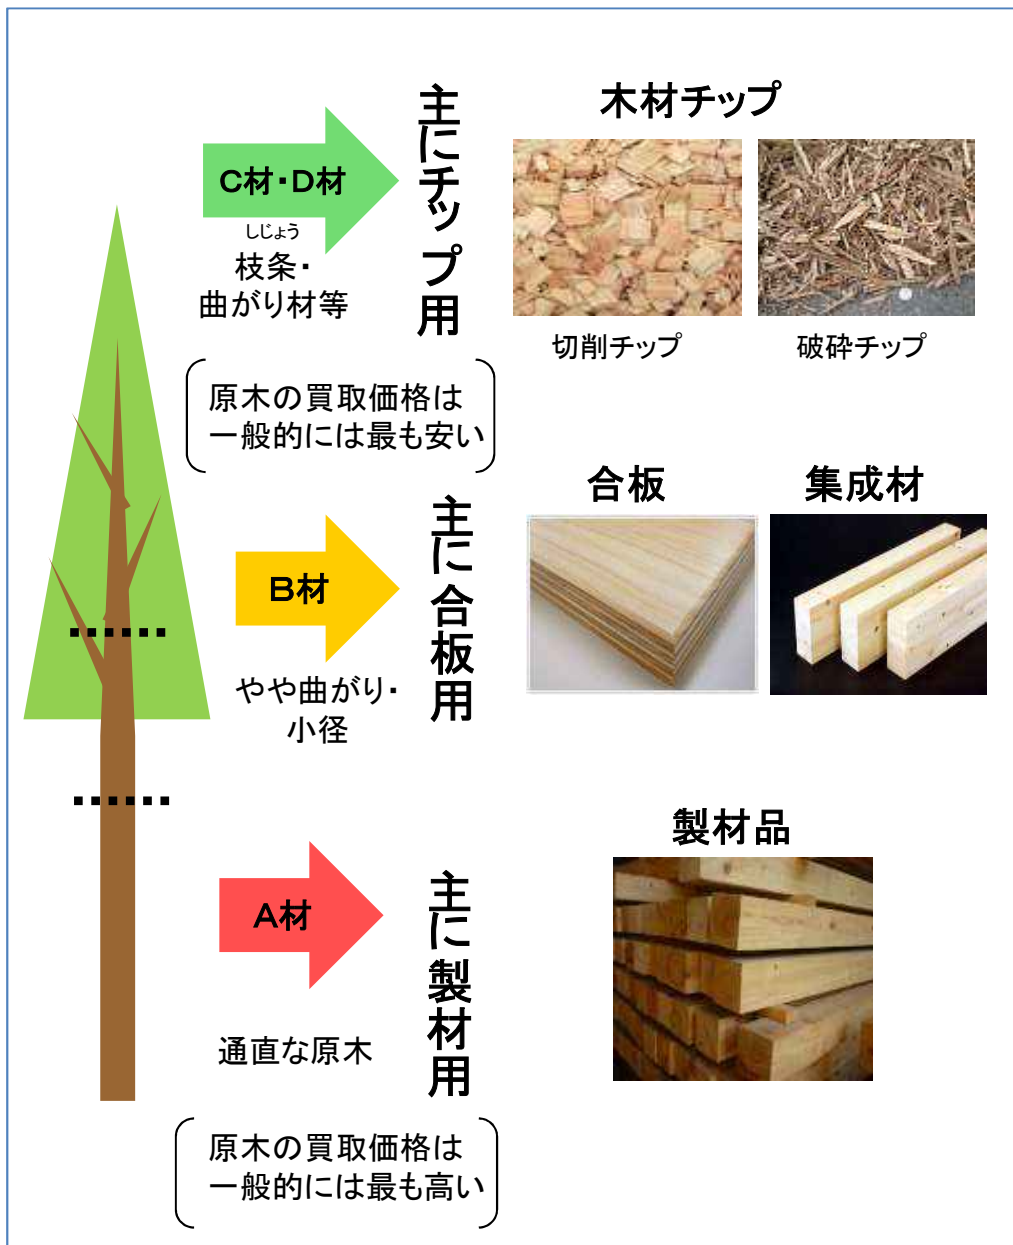 C材・D材
しじょう
枝条・
曲がり材等
主にチップ用
木材チップ
切削チップ
破砕チップ
原木の買取価格は
一般的には最も安い
B材
やや曲がり・
小径
主に合板用
合板
集成材
A材
通直な原木
主に製材用
製材品
原木の買取価格は
一般的には最も高い